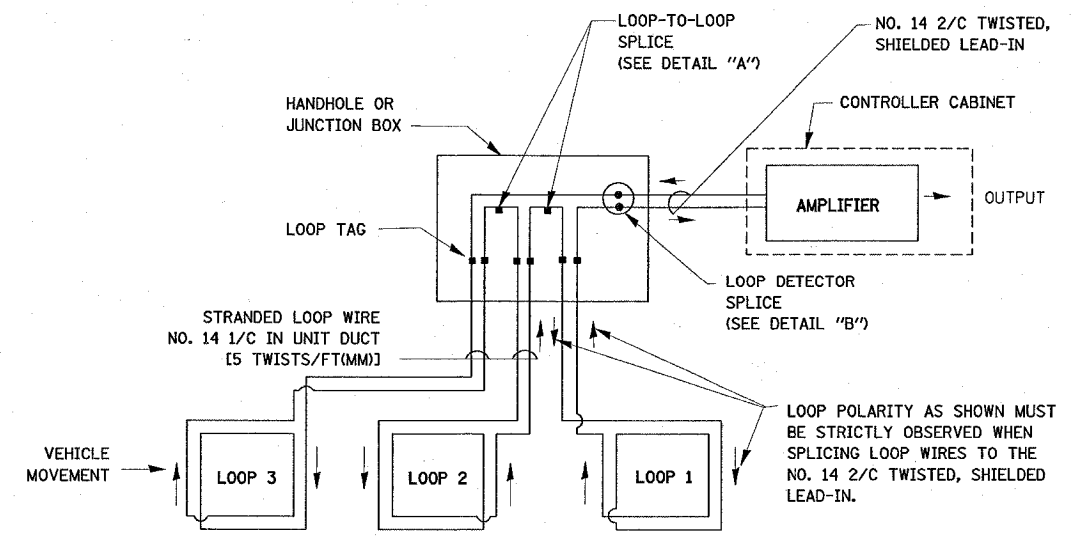 LOOP-TO-LOOP
SPLICE
(SEE DETAIL "A")
NO. 14 2/C TWISTED,
SHIELDED LEAD-IN
HANDHOLE OR
JUNCTION BOX
CONTROLLER CABINET
AMPLIFIER
OUTPUT
LOOP TAG
LOOP DETECTOR
SPLICE
(SEE DETAIL "B")
STRANDED LOOP WIRE
NO. 14 1/C IN UNIT DUCT
[5 TWISTS/FT(MM)]
LOOP POLARITY AS SHOWN MUST
BE STRICTLY OBSERVED WHEN
SPLICING LOOP WIRES TO THE
NO. 14 2/C TWISTED, SHIELDED
LEAD-IN.
VEHICLE
MOVEMENT
LOOP 3
LOOP 2
LOOP 1